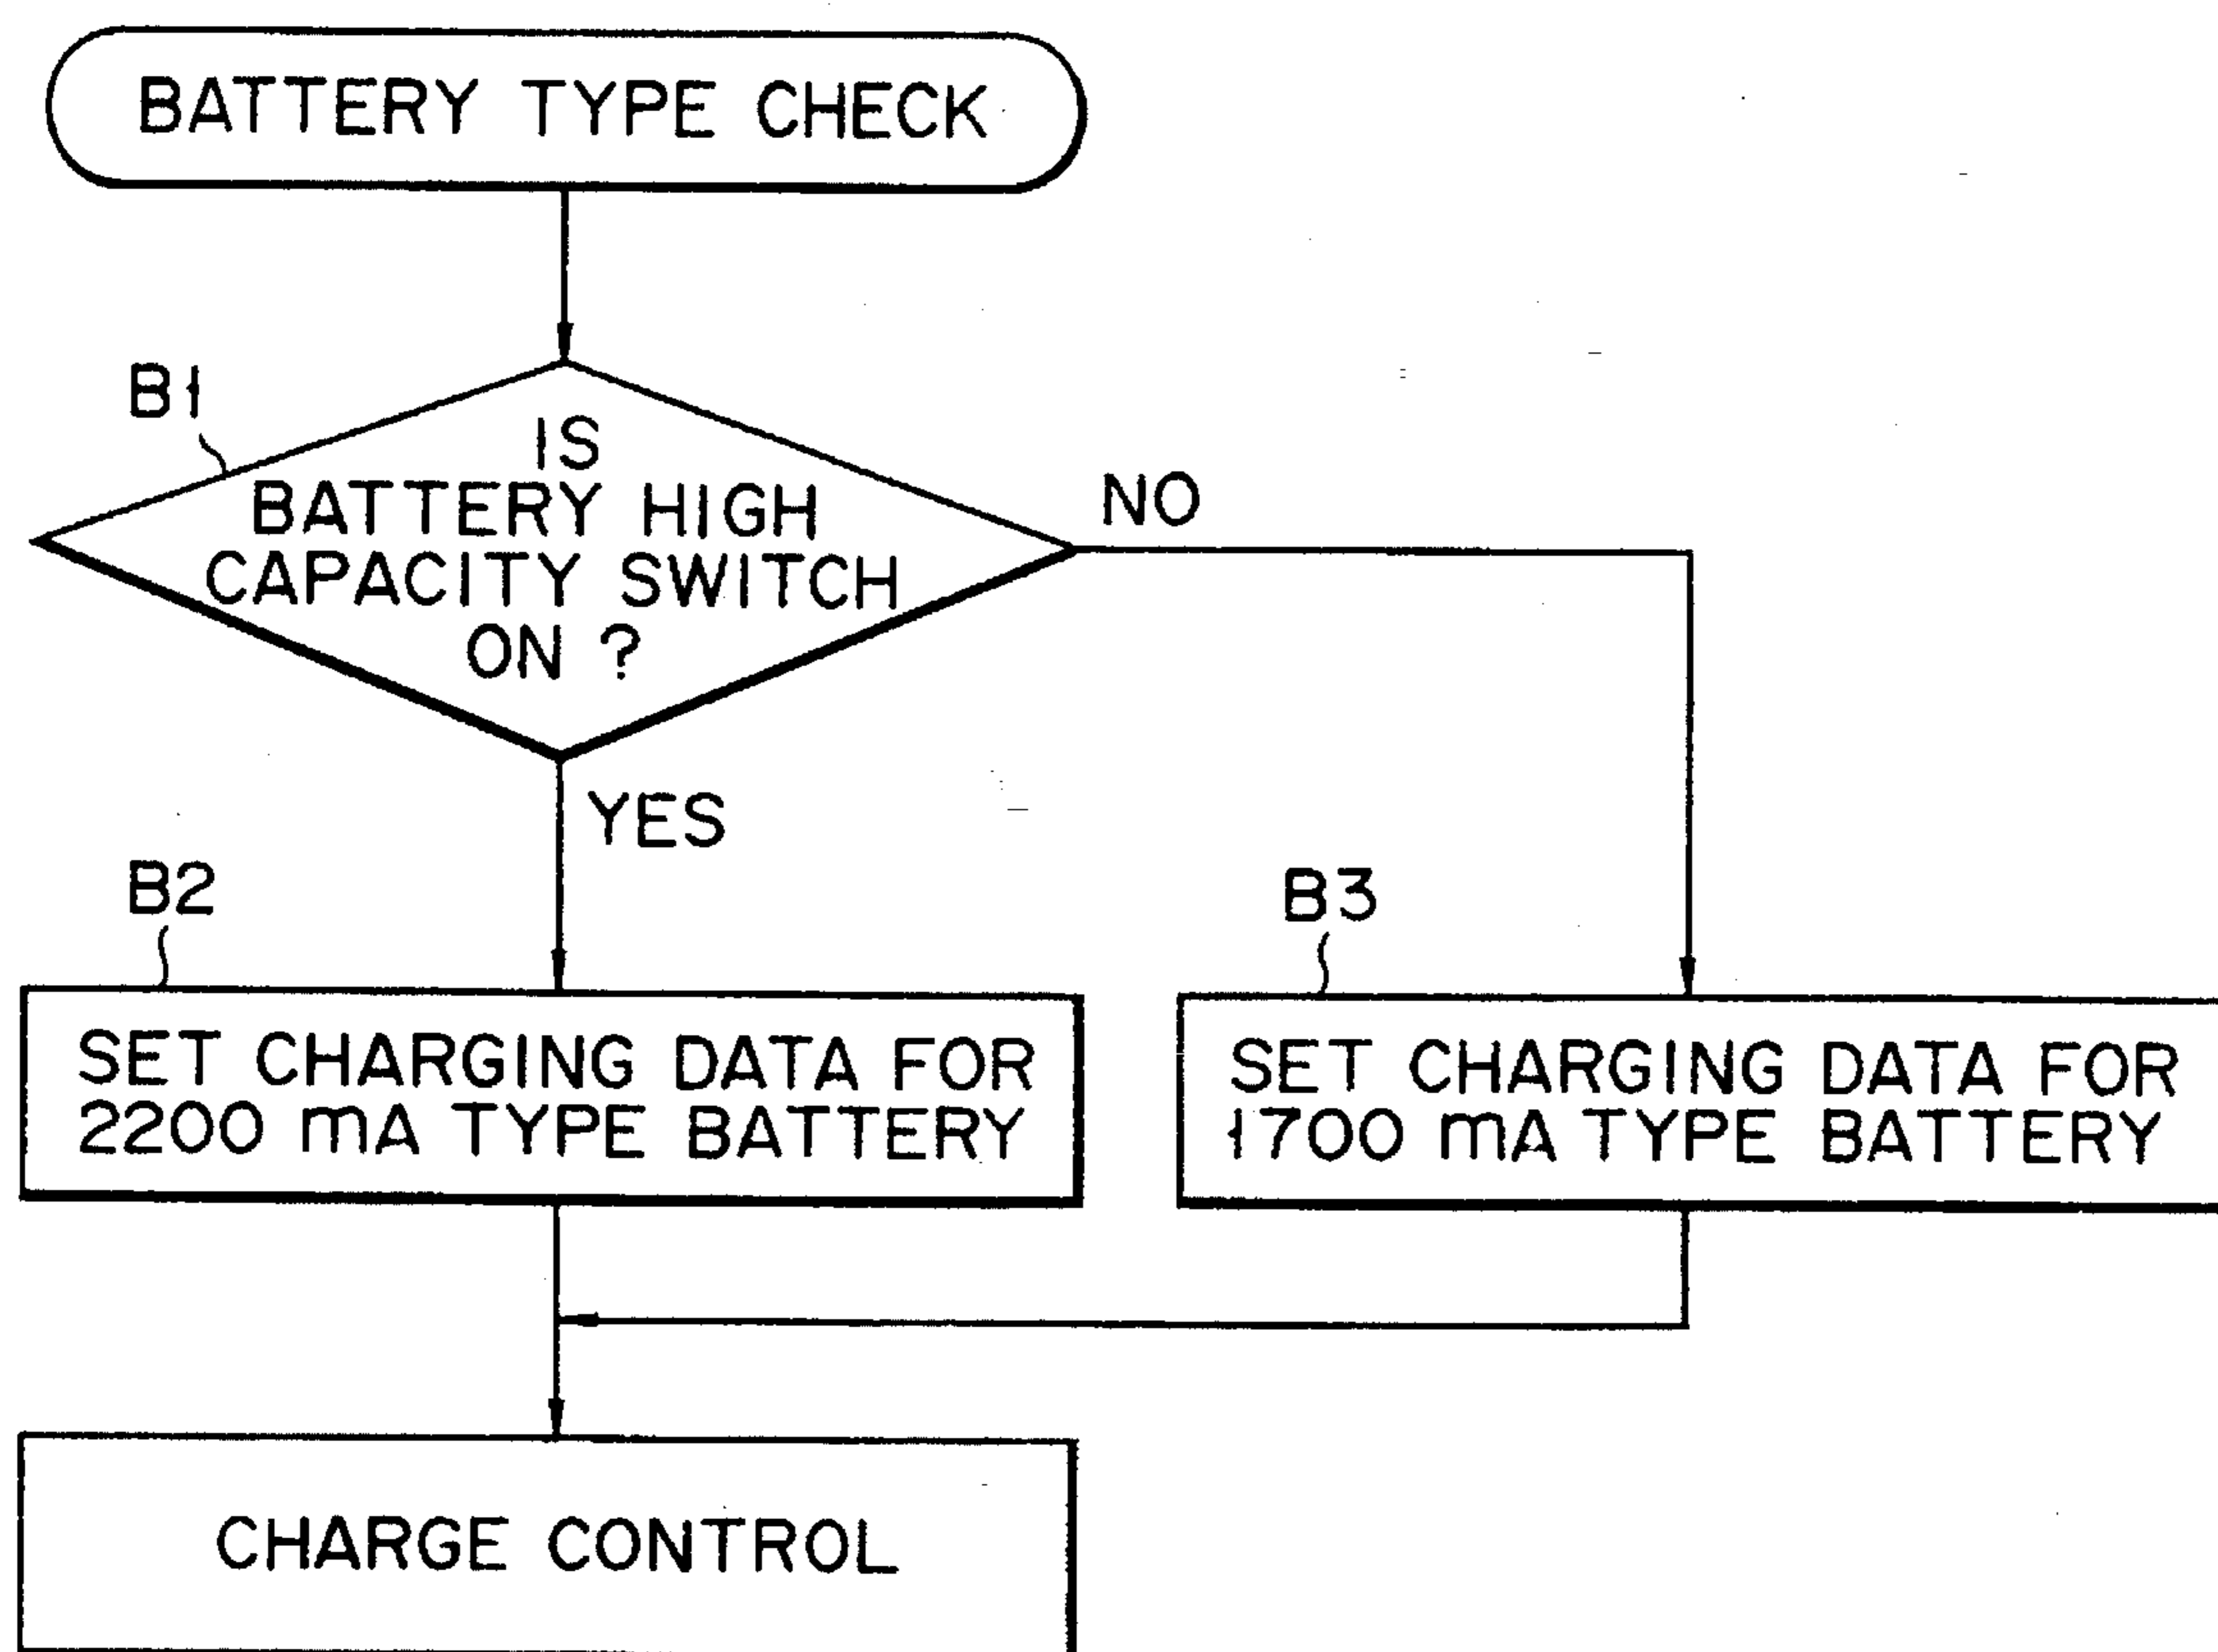 BATTERY TYPE CHECK
B1
IS
BATTERY HIGH
CAPACITY SWITCH
ON ?
NO
YES
B2
SET CHARGING DATA FOR
2200 mA TYPE BATTERY
B3
SET CHARGING DATA FOR
1700 mA TYPE BATTERY
CHARGE CONTROL